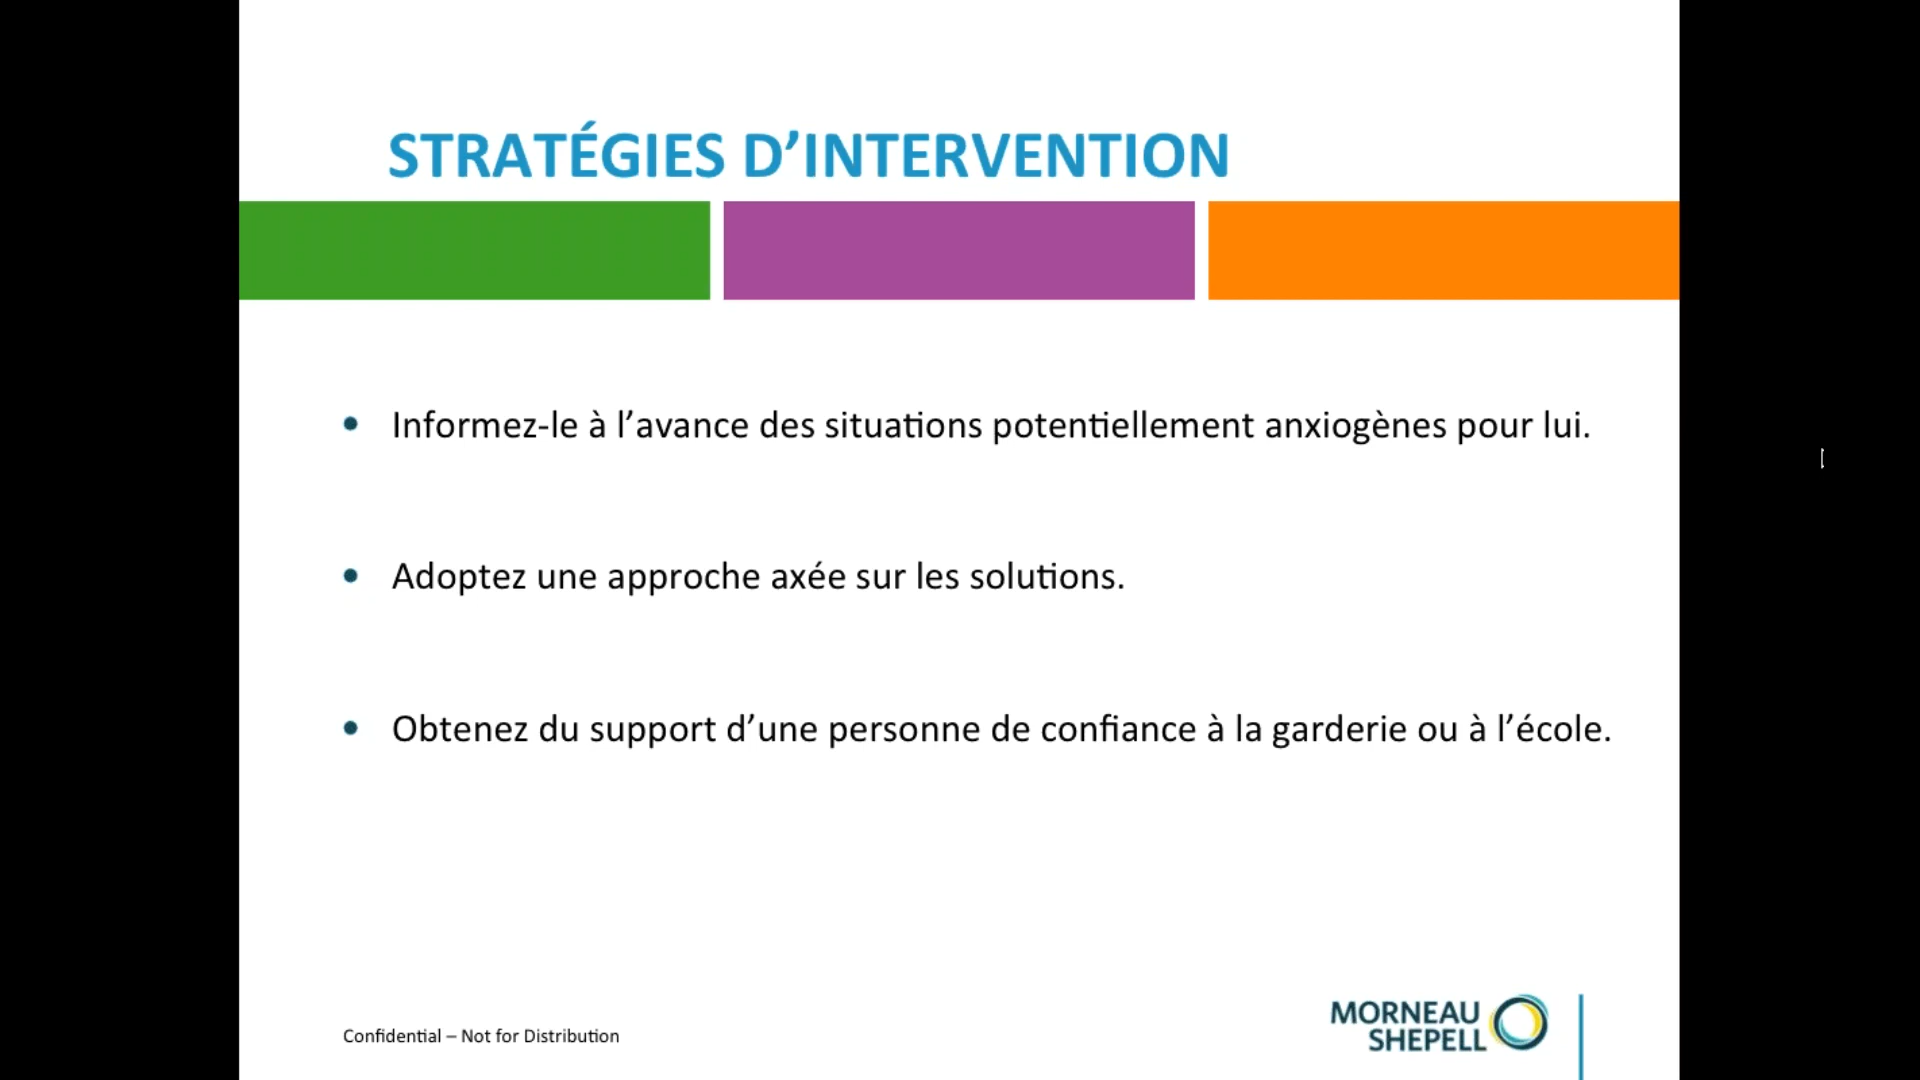 STRATÉGIES D’INTERVENTION
• Informez-le à l’avance des situations potentiellement anxiogènes pour lui.
• Adoptez une approche axée sur les solutions.
• Obtenez du support d’une personne de confiance à la garderie ou à l’école.
Confidential – Not for Distribution
MORNEAU
SHEPELL